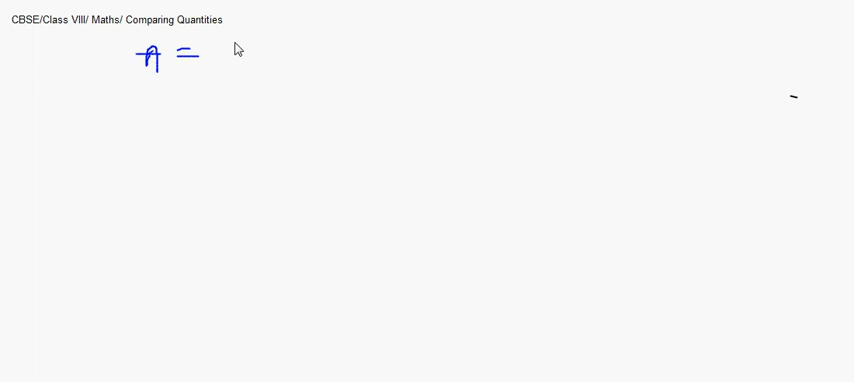 CBSE/Class VIII/ Maths/ Comparing Quantities
A =